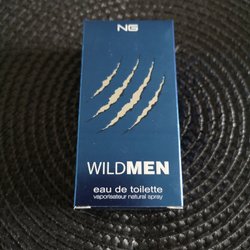 NG
WILDMEN
eau de toilette
vaporisateur natural spray